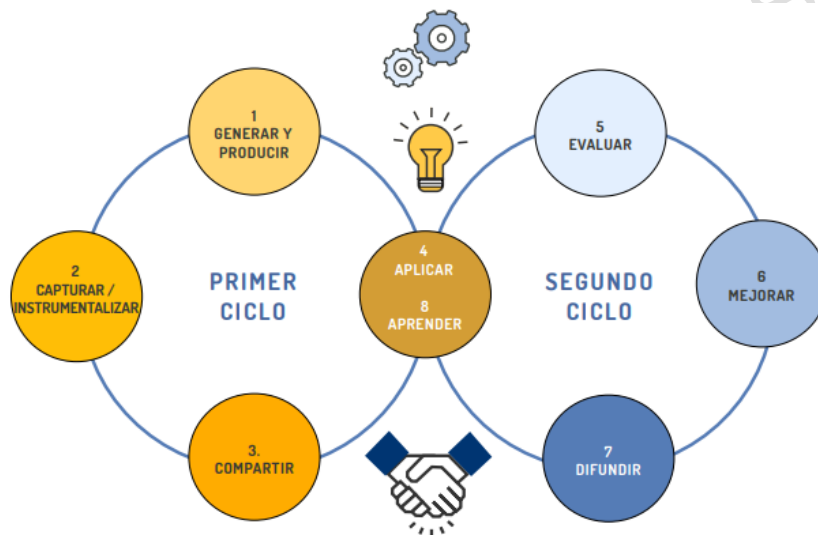 1
GENERAR Y
PRODUCIR
2
CAPTURAR /
INSTRUMENTALIZAR
3.
COMPARTIR
PRIMER
CICLO
4
APLICAR
8
APRENDER
5
EVALUAR
6
MEJORAR
7
DIFUNDIR
SEGUNDO
CICLO